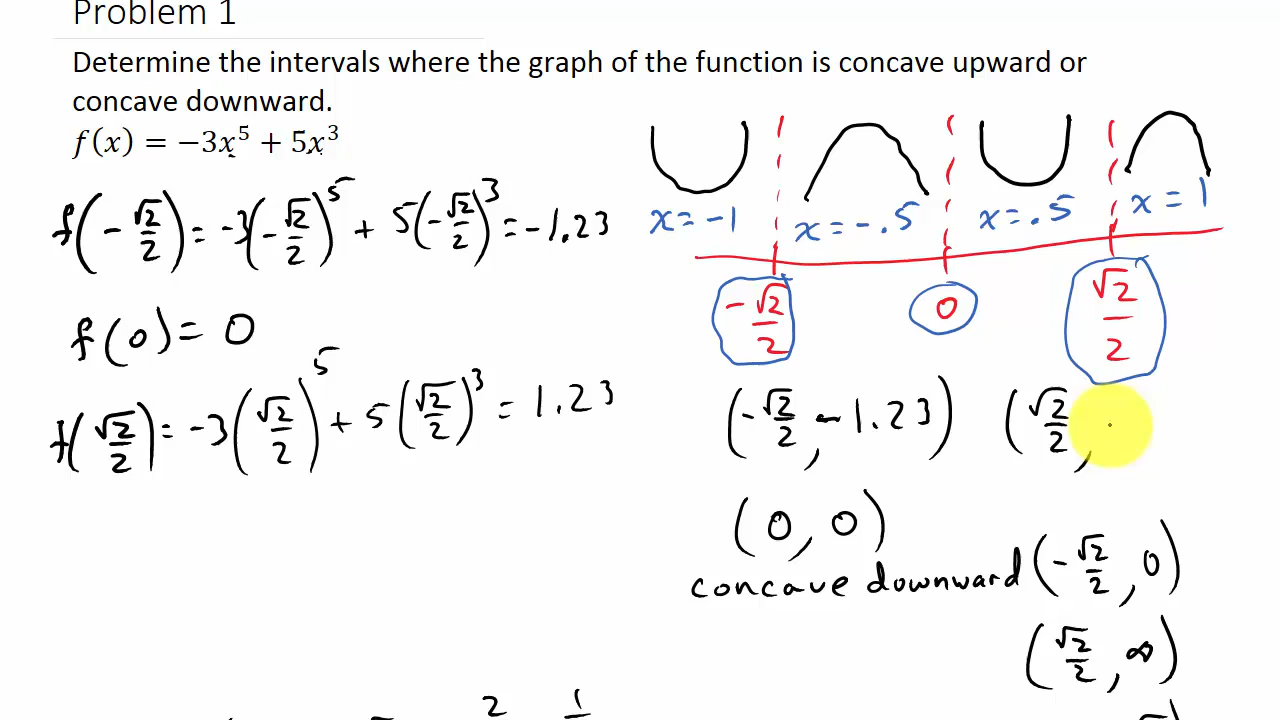 Problem 1
Determine the intervals where the graph of the function is concave upward or
concave downward.
f(x) = −3x⁵ + 5x³
f(-√2/2) = -3(-√2/2)⁵ + 5(-√2/2)³ = -1.23
f(0) = 0
f(√2/2) = -3(√2/2)⁵ + 5(√2/2)³ = 1.23
x = -1 x = -.5 x = .5 x = 1
-√2/2 0 √2/2
(-√2/2, -1.23) (√2/2,
(0, 0)
concave downward (-√2/2, 0)
(√2/2, ∞)
2 1